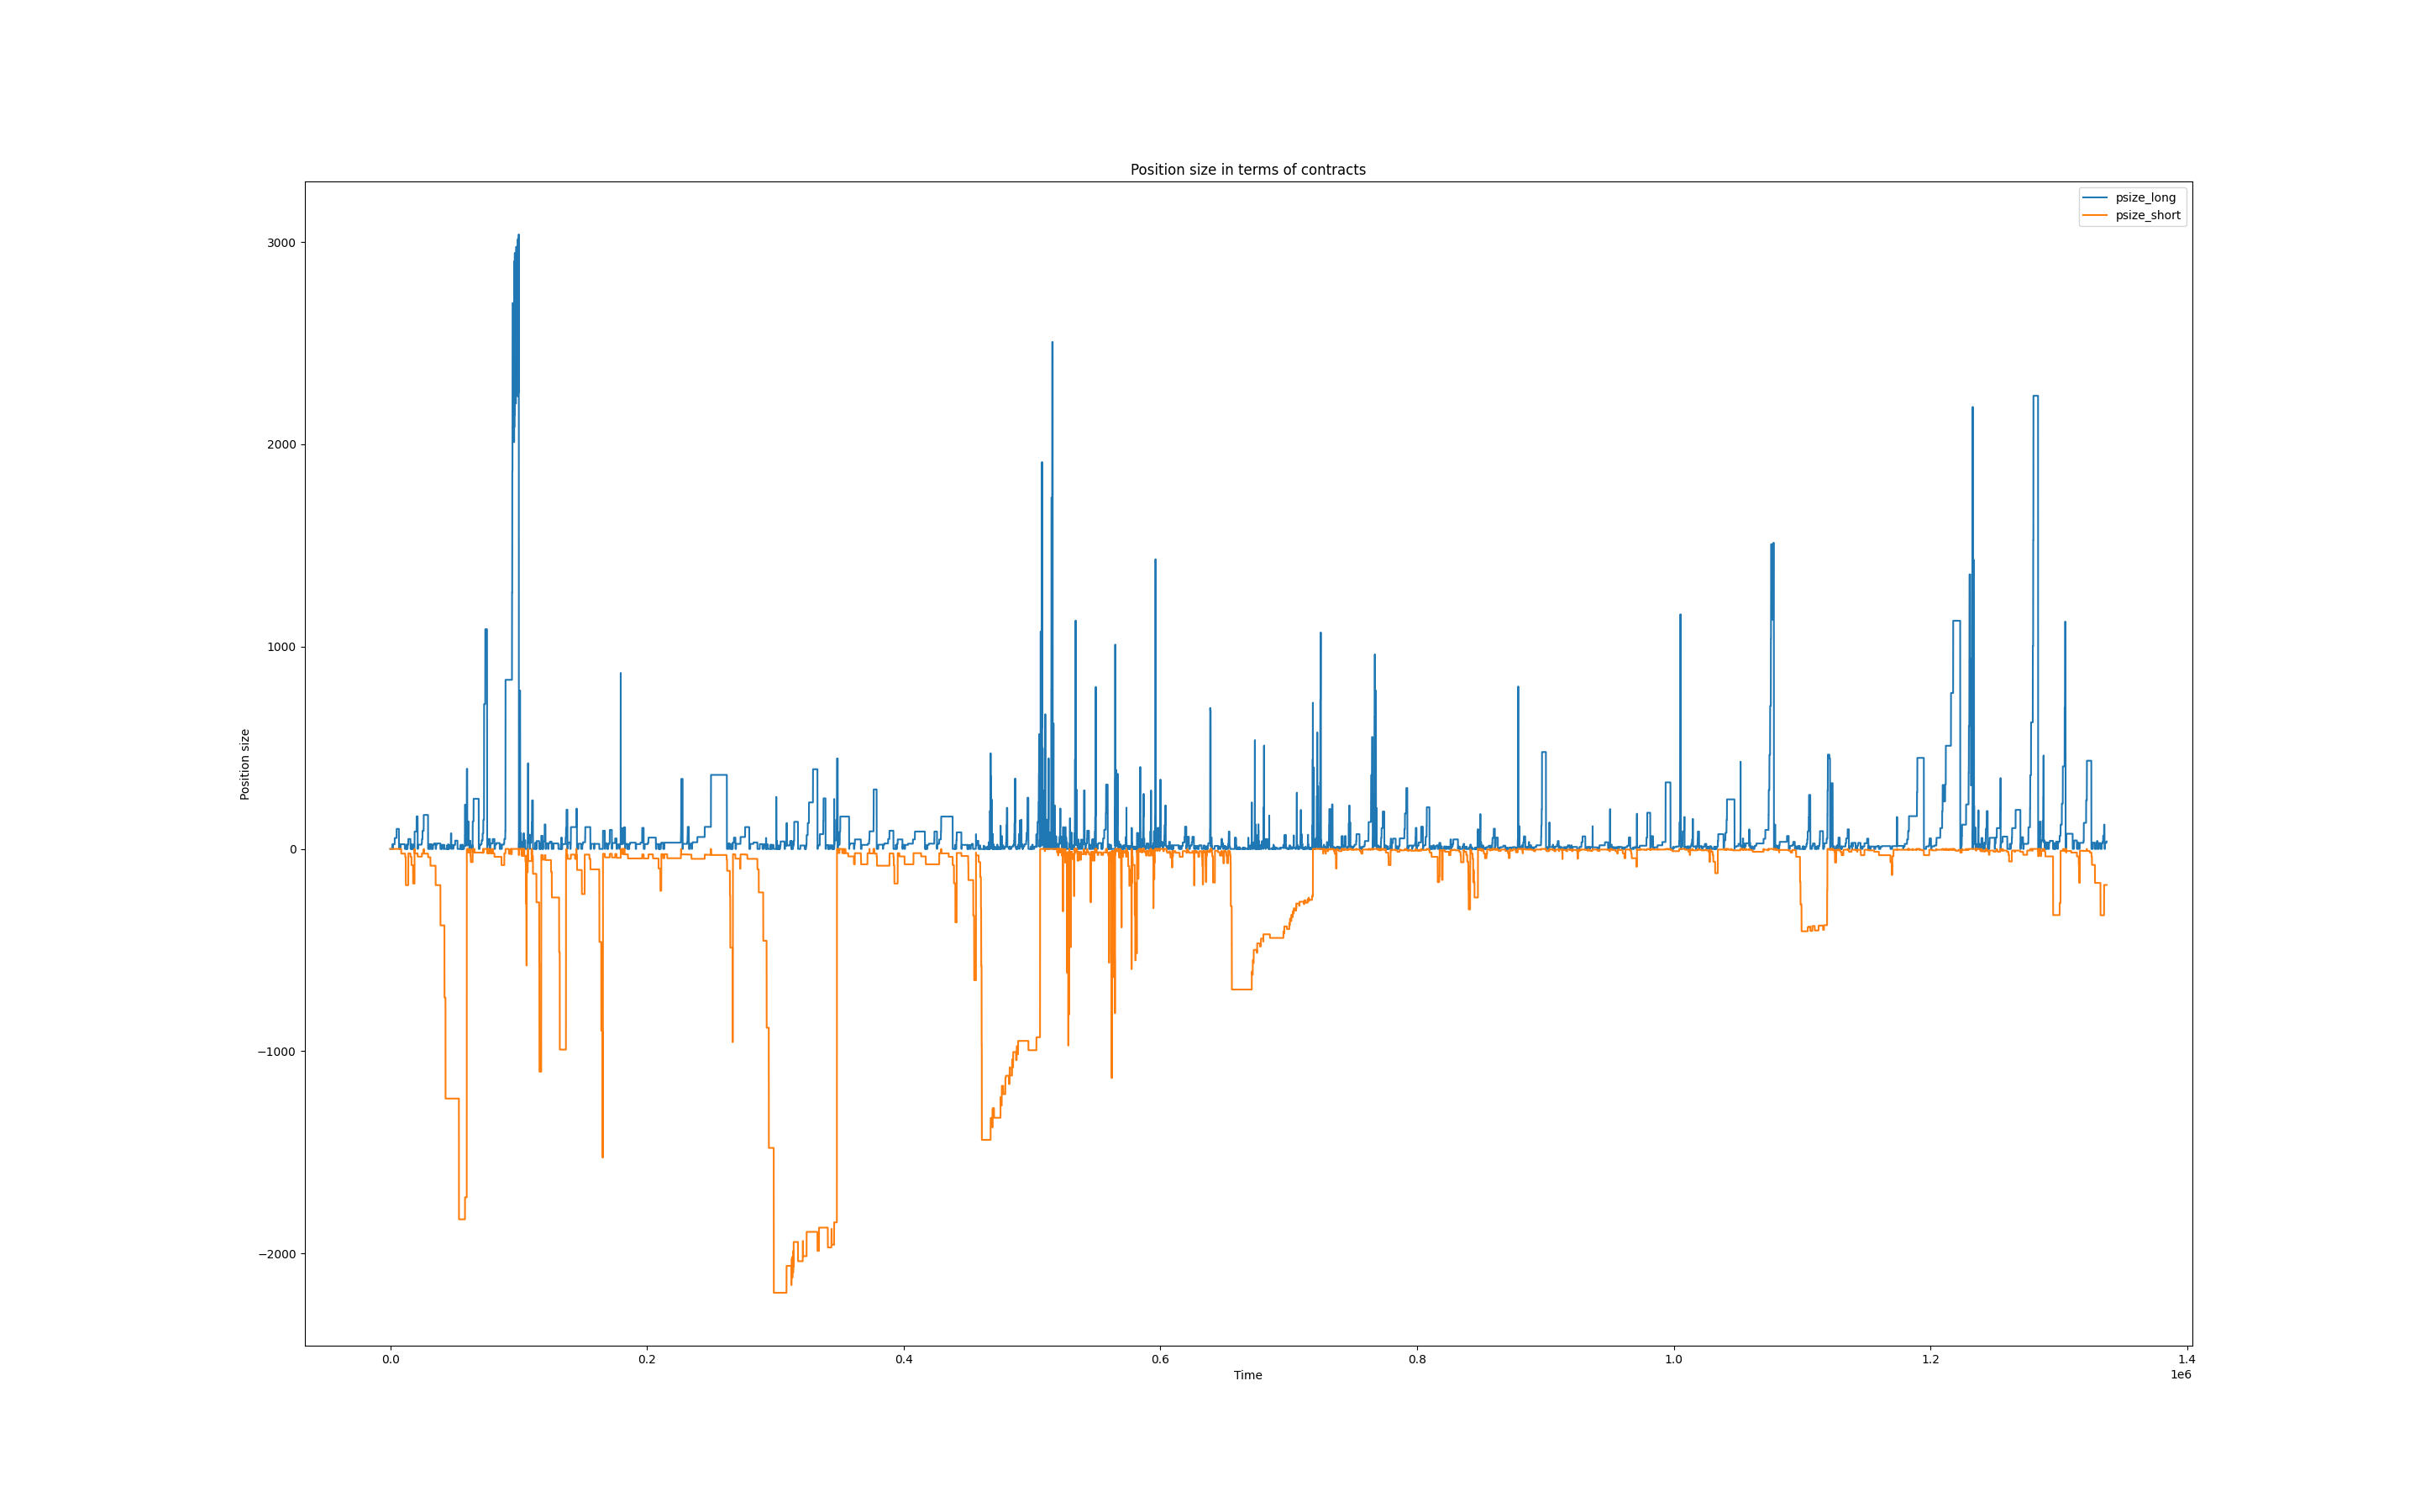 Position size in terms of contracts
psize_long
psize_short
3000
2000
1000
0
−1000
−2000
Position size
0.0 0.2 0.4 0.6 0.8 1.0 1.2 1.4
Time
1e6